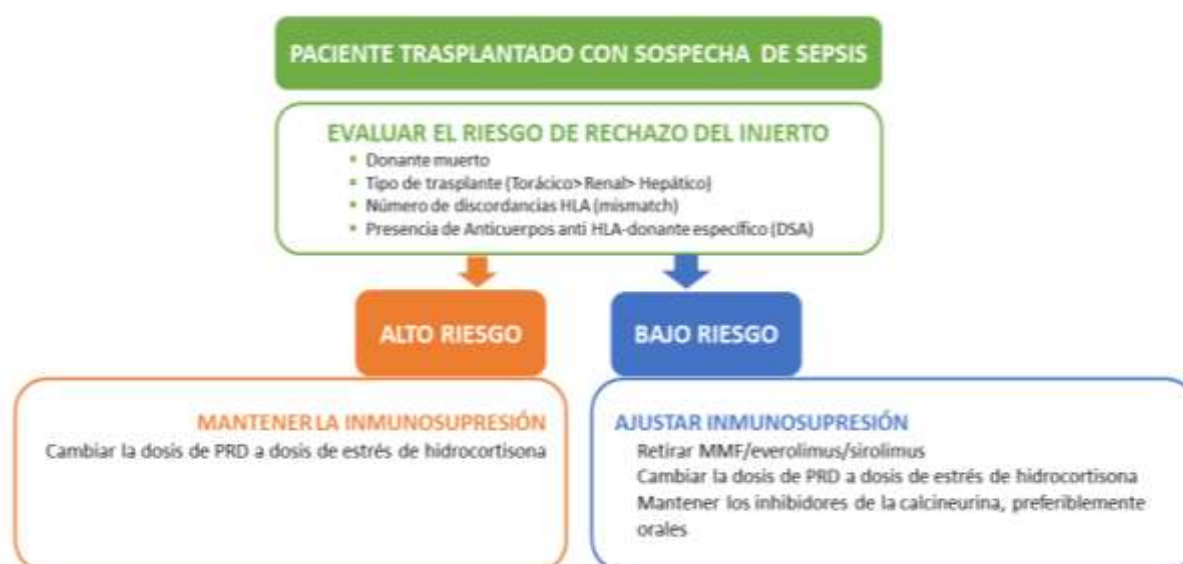 PACIENTE TRASPLANTADO CON SOSPECHA DE SEPSIS
EVALUAR EL RIESGO DE RECHAZO DEL INJERTO
▪ Donante muerto
▪ Tipo de trasplante (Torácico> Renal> Hepático)
▪ Número de discordancias HLA (mismatch)
▪ Presencia de Anticuerpos anti HLA-donante específico (DSA)
ALTO RIESGO
BAJO RIESGO
MANTENER LA INMUNOSUPRESIÓN
Cambiar la dosis de PRD a dosis de estrés de hidrocortisona
AJUSTAR INMUNOSUPRESIÓN
Retirar MMF/everolimus/sirolimus
Cambiar la dosis de PRD a dosis de estrés de hidrocortisona
Mantener los inhibidores de la calcineurina, preferiblemente
orales